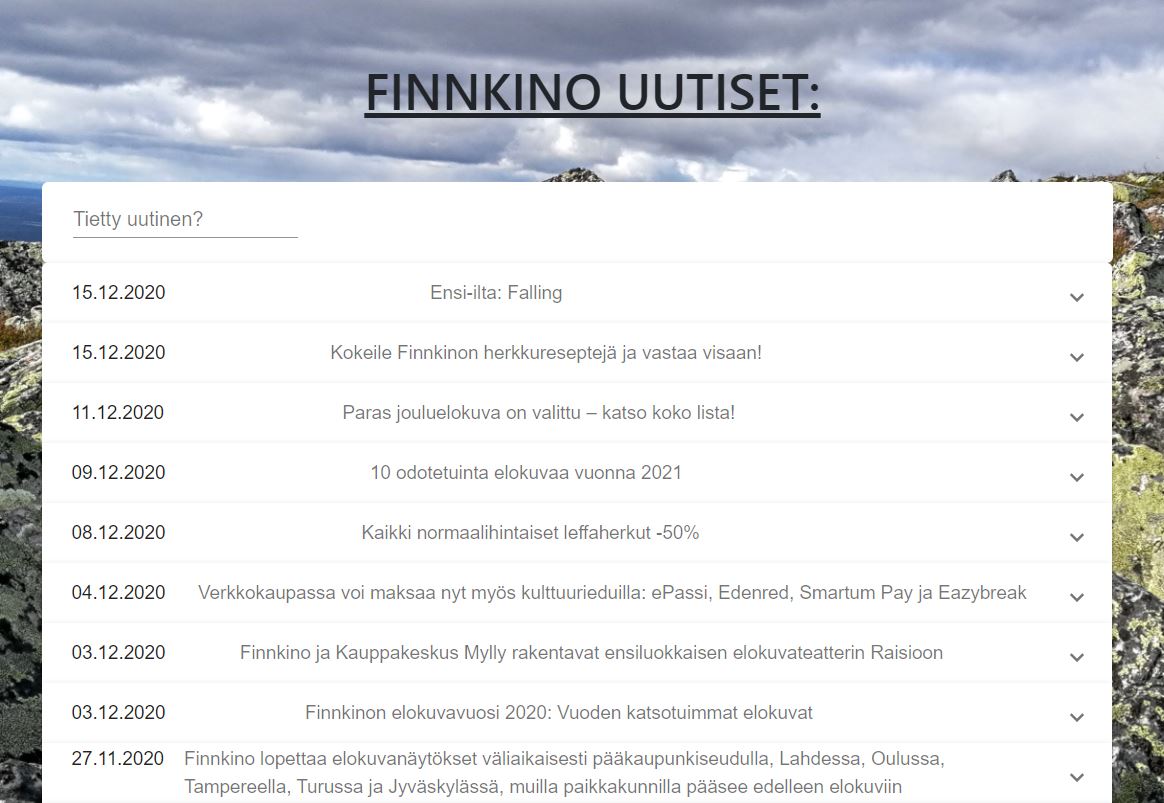 FINNKINO UUTISET:
Tietty uutinen?
15.12.2020 Ensi-ilta: Falling
15.12.2020 Kokeile Finnkinon herkkureseptejä ja vastaa visaan!
11.12.2020 Paras jouluelokuva on valittu – katso koko lista!
09.12.2020 10 odotetuinta elokuvaa vuonna 2021
08.12.2020 Kaikki normaalihintaiset leffaherkut -50%
04.12.2020 Verkkokaupassa voi maksaa nyt myös kulttuurieduilla: ePassi, Edenred, Smartum Pay ja Eazybreak
03.12.2020 Finnkino ja Kauppakeskus Mylly rakentavat ensiluokkaisen elokuvateatterin Raisioon
03.12.2020 Finnkinon elokuvavuosi 2020: Vuoden katsotuimmat elokuvat
27.11.2020 Finnkino lopettaa elokuvanäytökset väliaikaisesti pääkaupunkiseudulla, Lahdessa, Oulussa,
Tampereella, Turussa ja Jyväskylässä, muilla paikkakunnilla pääsee edelleen elokuviin